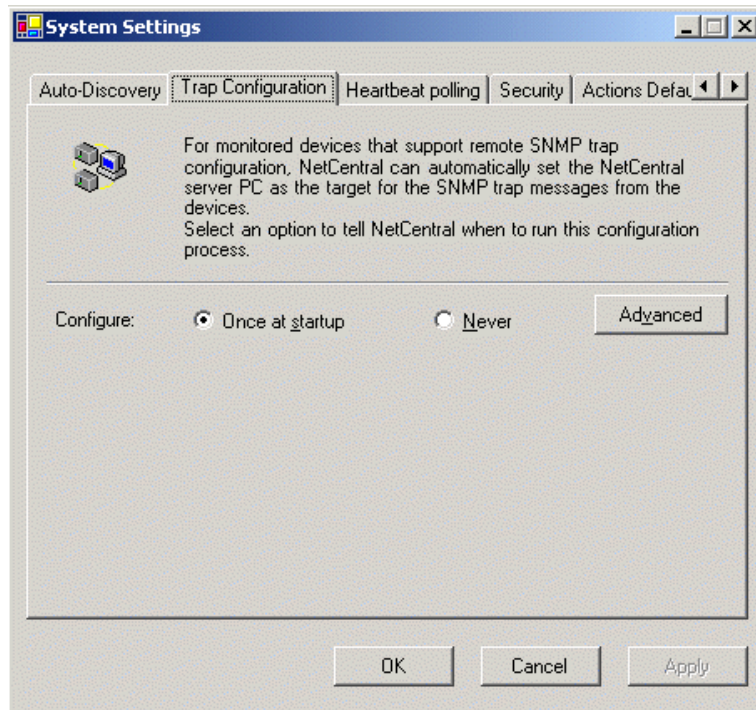 System Settings
Auto-Discovery Trap Configuration Heartbeat polling Security Actions Defau
For monitored devices that support remote SNMP trap
configuration, NetCentral can automatically set the NetCentral
server PC as the target for the SNMP trap messages from the
devices.
Select an option to tell NetCentral when to run this configuration
process.
Configure: Once at startup Never Advanced
OK Cancel Apply